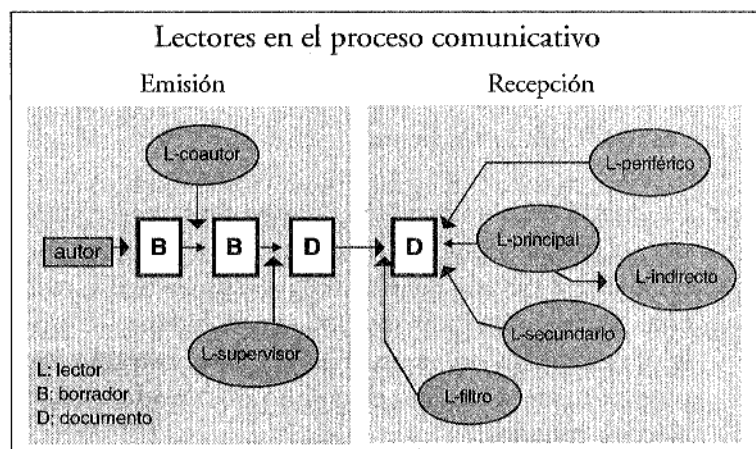 Lectores en el proceso comunicativo
Emisión
Recepción
L-coautor
L-periférico
autor
B
B
D
D
L-principal
L-indirecto
L-supervisor
L-secundario
L-filtro
L: lector
B: borrador
D: documento